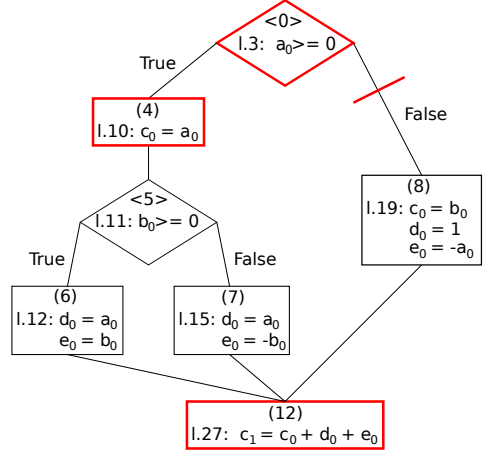 <0>
l.3: a₀>= 0
True
False
(4)
l.10: c₀ = a₀
<5>
l.11: b₀>= 0
(8)
l.19: c₀ = b₀
d₀ = 1
e₀ = -a₀
True
False
(6)
l.12: d₀ = a₀
e₀ = b₀
(7)
l.15: d₀ = a₀
e₀ = -b₀
(12)
l.27: c₁ = c₀ + d₀ + e₀